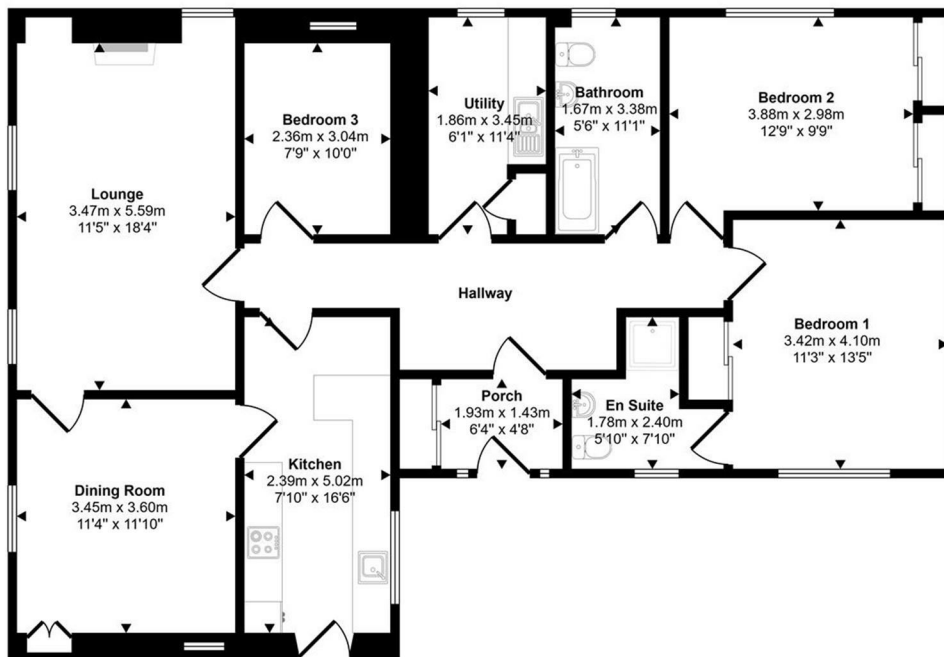 Lounge
3.47m x 5.59m
11'5" x 18'4"
Bedroom 3
2.36m x 3.04m
7'9" x 10'0"
Utility
1.86m x 3.45m
6'1" x 11'4"
Bathroom
1.67m x 3.38m
5'6" x 11'1"
Bedroom 2
3.88m x 2.98m
12'9" x 9'9"
Hallway
Bedroom 1
3.42m x 4.10m
11'3" x 13'5"
Porch
1.93m x 1.43m
6'4" x 4'8"
En Suite
1.78m x 2.40m
5'10" x 7'10"
Kitchen
2.39m x 5.02m
7'10" x 16'6"
Dining Room
3.45m x 3.60m
11'4" x 11'10"